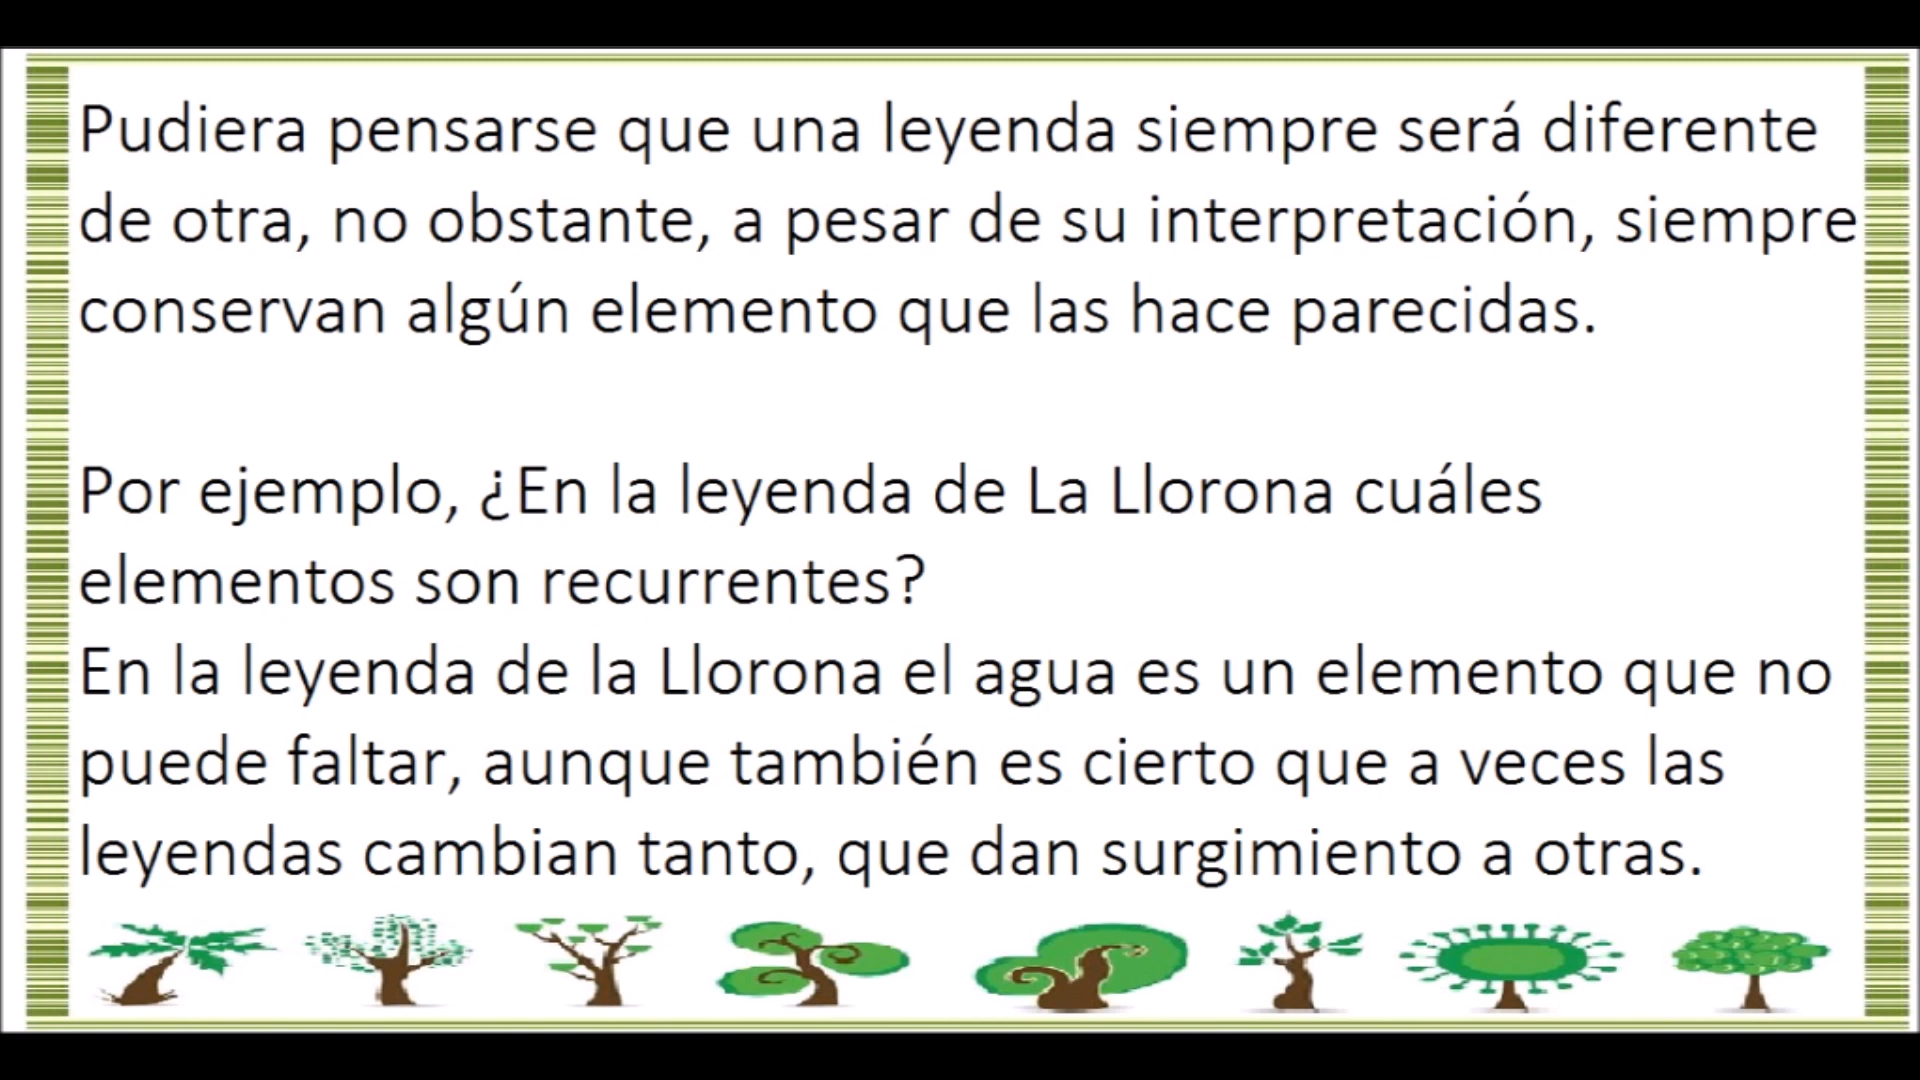 Pudiera pensarse que una leyenda siempre será diferente
de otra, no obstante, a pesar de su interpretación, siempre
conservan algún elemento que las hace parecidas.
Por ejemplo, ¿En la leyenda de La Llorona cuáles
elementos son recurrentes?
En la leyenda de la Llorona el agua es un elemento que no
puede faltar, aunque también es cierto que a veces las
leyendas cambian tanto, que dan surgimiento a otras.